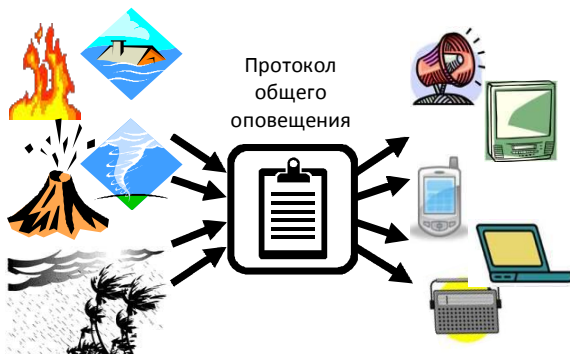 Протокол
общего
оповещения